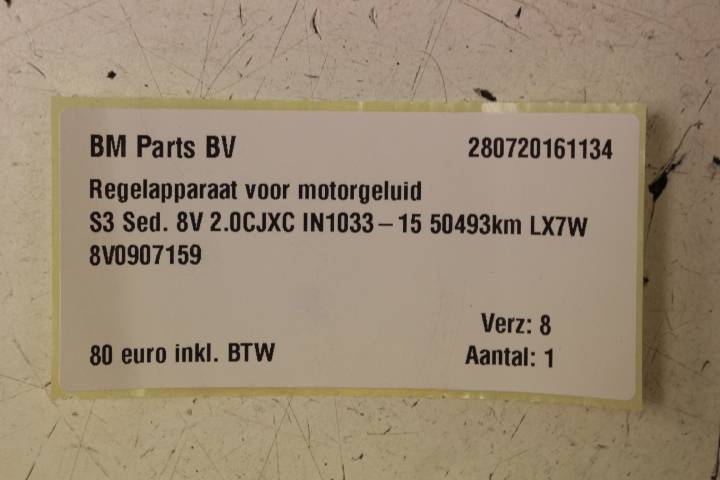 BM Parts BV 280720161134
Regelapparaat voor motorgeluid
S3 Sed. 8V 2.0CJXC IN1033-15 50493km LX7W
8V0907159
Verz: 8
80 euro inkl. BTW Aantal: 1